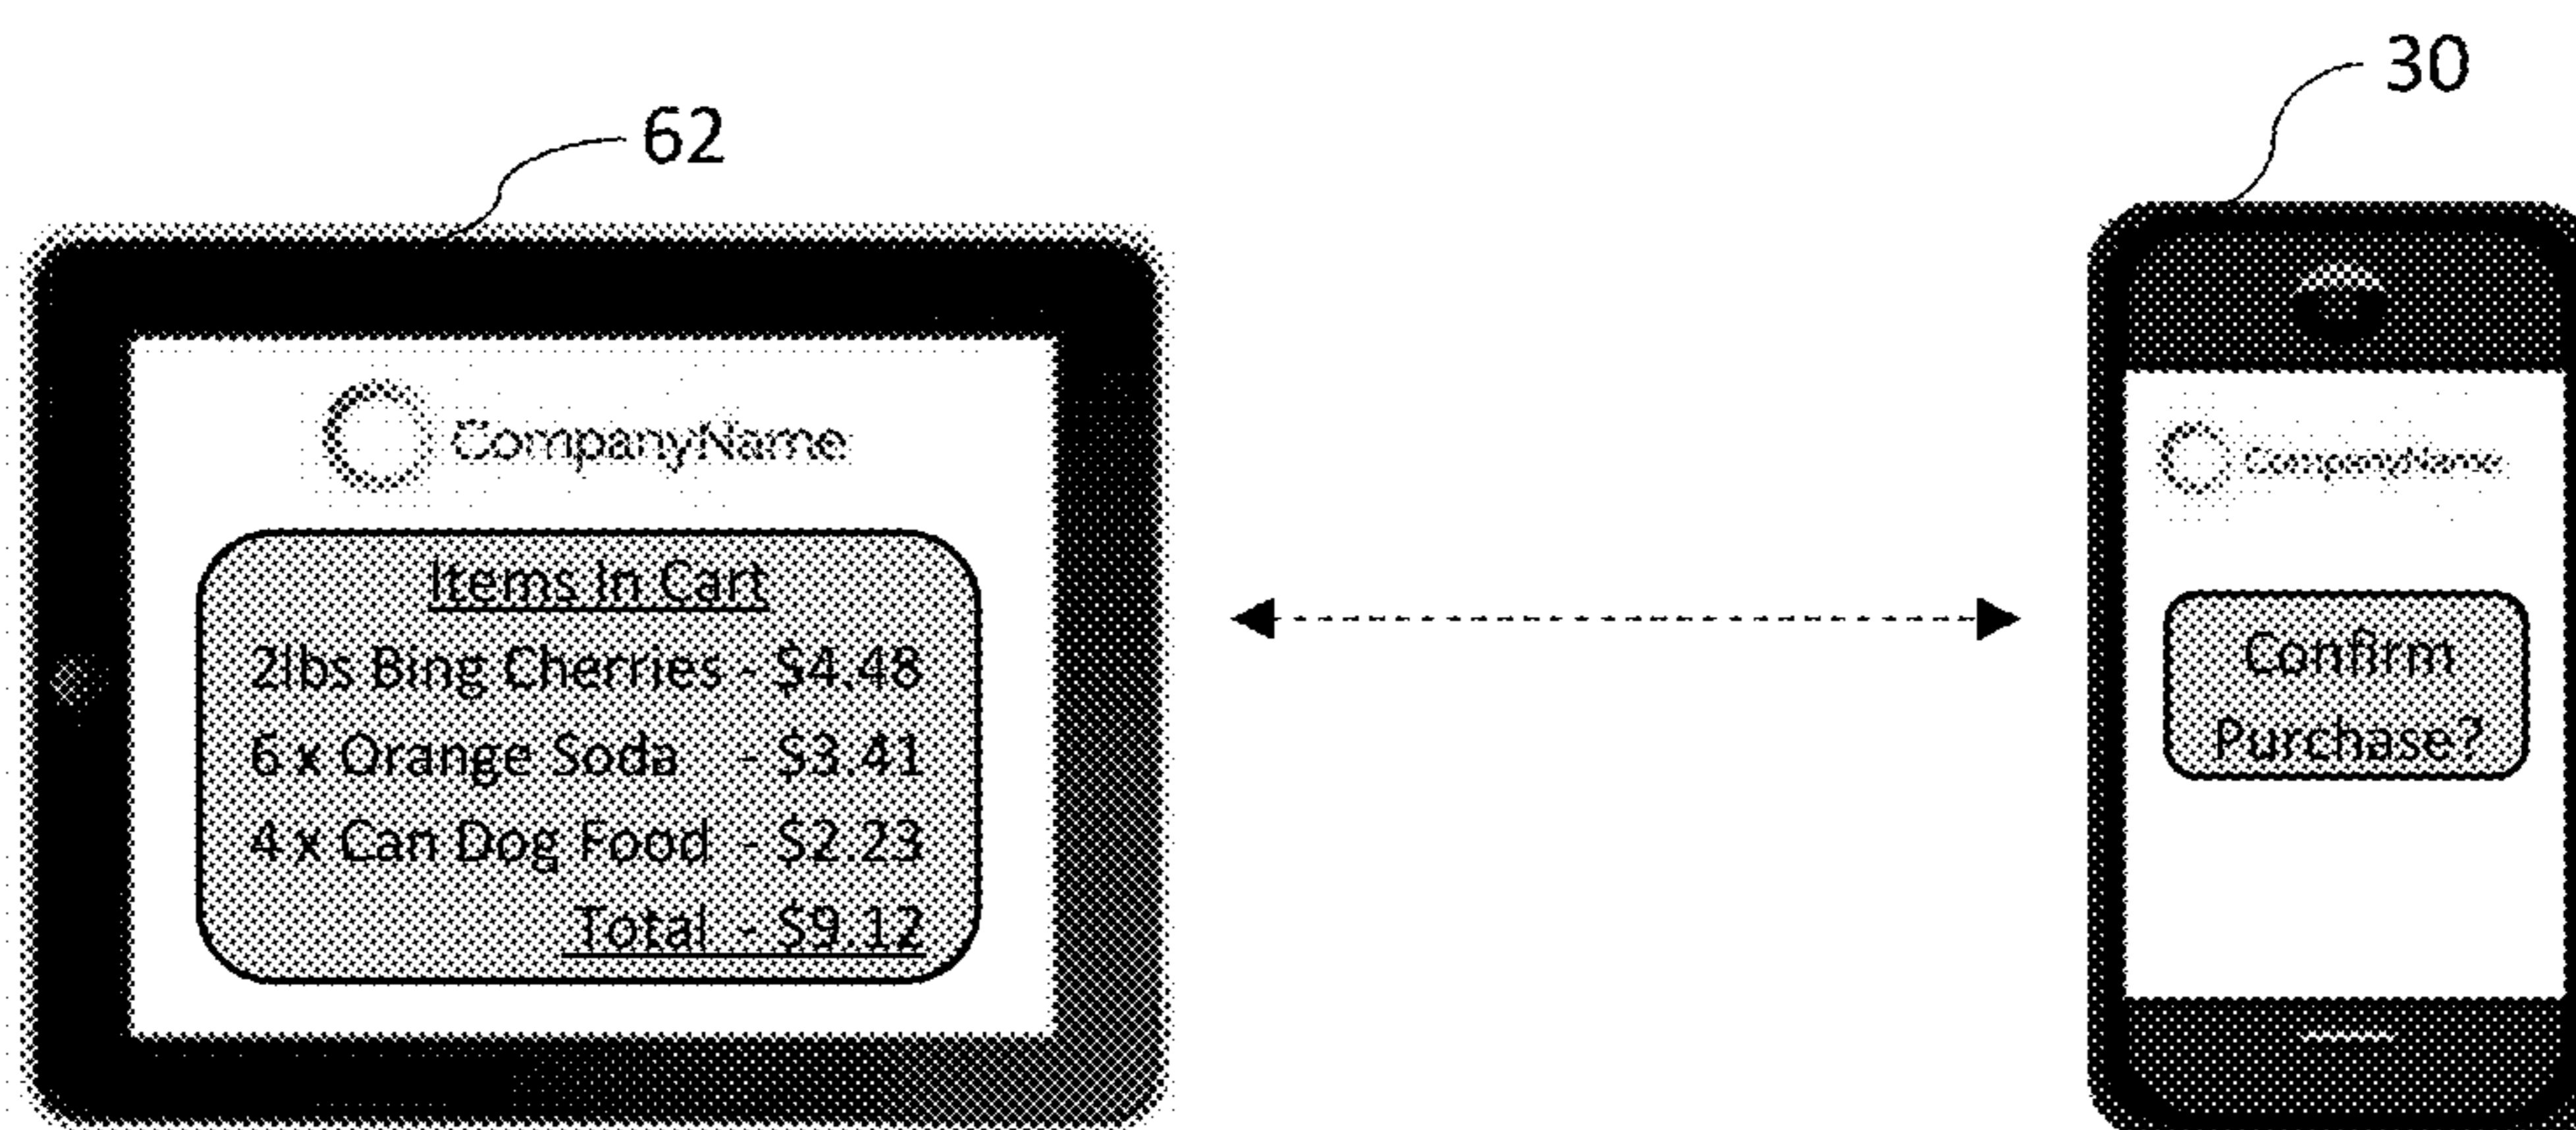 30
62
CompanyName
Items In Cart
2lbs Bing Cherries - $4.48
6 x Orange Soda - $3.41
4 x Can Dog Food - $2.23
Total - $9.12
CompanyName
Confirm
Purchase?